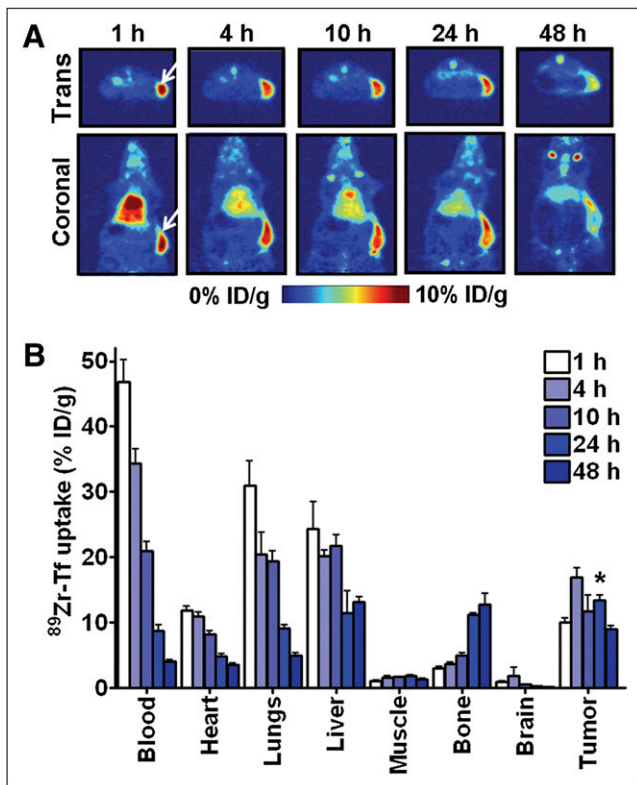 A
1 h 4 h 10 h 24 h 48 h
Trans
Coronal
0% ID/g 10% ID/g
B
⁸⁹Zr-Tf uptake (% ID/g)
50
40
30
20
10
0
1 h
4 h
10 h
24 h
48 h
*
Blood
Heart
Lungs
Liver
Muscle
Bone
Brain
Tumor